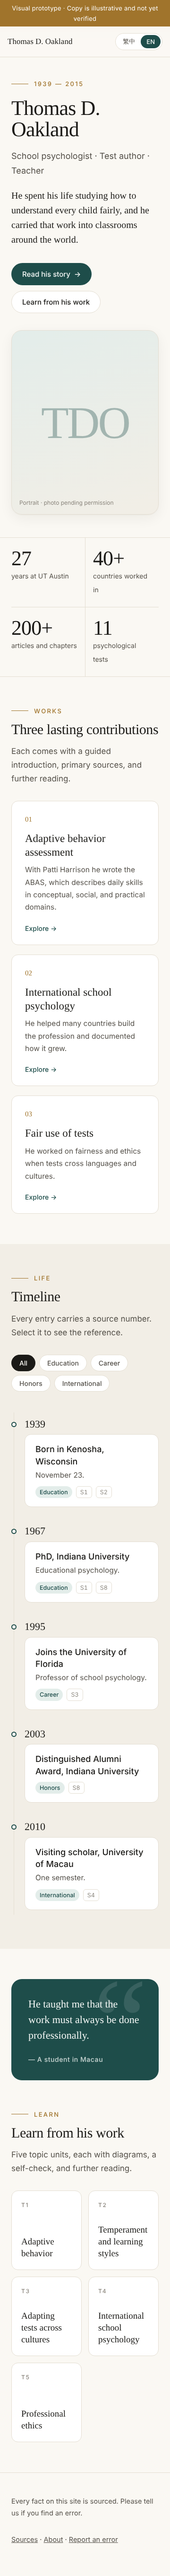 Visual prototype · Copy is illustrative and not yet
verified
Thomas D. Oakland
繁中 EN
1939 — 2015
Thomas D.
Oakland
School psychologist · Test author ·
Teacher
He spent his life studying how to
understand every child fairly, and he
carried that work into classrooms
around the world.
Read his story →
Learn from his work
TDO
Portrait · photo pending permission
27
years at UT Austin
40+
countries worked
in
200+
articles and chapters
11
psychological
tests
WORKS
Three lasting contributions
Each comes with a guided
introduction, primary sources, and
further reading.
01
Adaptive behavior
assessment
With Patti Harrison he wrote the
ABAS, which describes daily skills
in conceptual, social, and practical
domains.
Explore →
02
International school
psychology
He helped many countries build
the profession and documented
how it grew.
Explore →
03
Fair use of tests
He worked on fairness and ethics
when tests cross languages and
cultures.
Explore →
LIFE
Timeline
Every entry carries a source number.
Select it to see the reference.
All Education Career
Honors International
1939
Born in Kenosha,
Wisconsin
November 23.
Education S1 S2
1967
PhD, Indiana University
Educational psychology.
Education S1 S8
1995
Joins the University of
Florida
Professor of school psychology.
Career S3
2003
Distinguished Alumni
Award, Indiana University
Honors S8
2010
Visiting scholar, University
of Macau
One semester.
International S4
“
He taught me that the
work must always be done
professionally.
— A student in Macau
LEARN
Learn from his work
Five topic units, each with diagrams, a
self-check, and further reading.
T1
Adaptive
behavior
T2
Temperament
and learning
styles
T3
Adapting
tests across
cultures
T4
International
school
psychology
T5
Professional
ethics
Every fact on this site is sourced. Please tell
us if you find an error.
Sources · About · Report an error